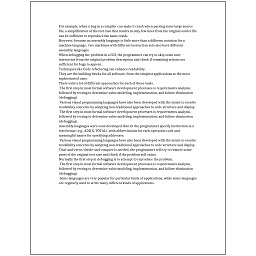 For example, when a bug in a compiler can make it crash when parsing some large source
file, a simplification of the test case that results in only few lines from the original source file
can be sufficient to reproduce the same crash.
However, because an assembly language is little more than a different notation for a
machine language, two machines with different instruction sets also have different
assembly languages.
When debugging the problem in a GUI, the programmer can try to skip some user
interaction from the original problem description and check if remaining actions are
sufficient for bugs to appear.
Techniques like Code refactoring can enhance readability.
They are the building blocks for all software, from the simplest applications to the most
sophisticated ones.
There exist a lot of different approaches for each of those tasks.
The first step in most formal software development processes is requirements analysis,
followed by testing to determine value modeling, implementation, and failure elimination
(debugging).
Various visual programming languages have also been developed with the intent to resolve
readability concerns by adopting non-traditional approaches to code structure and display.
The first step in most formal software development processes is requirements analysis,
followed by testing to determine value modeling, implementation, and failure elimination
(debugging).
Assembly languages were soon developed that let the programmer specify instruction in a
text format (e.g., ADD X, TOTAL), with abbreviations for each operation code and
meaningful names for specifying addresses.
Various visual programming languages have also been developed with the intent to resolve
readability concerns by adopting non-traditional approaches to code structure and display.
Trial-and-error/divide-and-conquer is needed: the programmer will try to remove some
parts of the original test case and check if the problem still exists.
Normally the first step in debugging is to attempt to reproduce the problem.
The first step in most formal software development processes is requirements analysis,
followed by testing to determine value modeling, implementation, and failure elimination
(debugging).
Some languages are very popular for particular kinds of applications, while some languages
are regularly used to write many different kinds of applications.